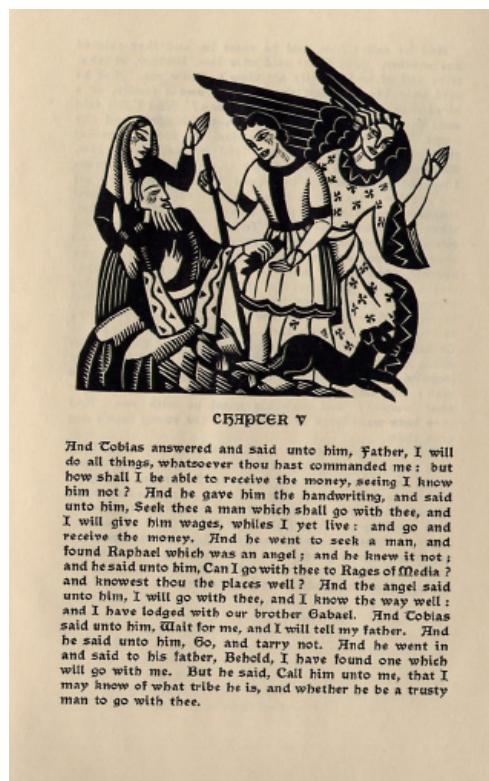 CHAPTER V
And Tobias answered and said unto him, Father, I will
do all things, whatsoever thou hast commanded me : but
how shall I be able to receive the money, seeing I know
him not ? And he gave him the handwriting, and said
unto him, Seek thee a man which shall go with thee, and
I will give him wages, whiles I yet live : and go and
receive the money. And he went to seek a man, and
found Raphael which was an angel ; and he knew it not ;
and he said unto him, Can I go with thee to Rages of Media ?
and knowest thou the places well ? And the angel said
unto him, I will go with thee, and I know the way well :
and I have lodged with our brother Gabael. And Tobias
said unto him, Wait for me, and I will tell my father. And
he said unto him, Go, and tarry not. And he went in
and said to his father, Behold, I have found one which
will go with me. But he said, Call him unto me, that I
may know of what tribe he is, and whether he be a trusty
man to go with thee.